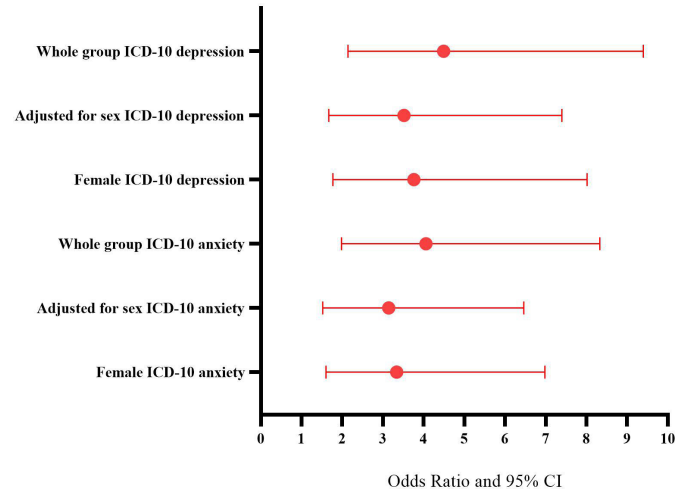 Whole group ICD-10 depression
Adjusted for sex ICD-10 depression
Female ICD-10 depression
Whole group ICD-10 anxiety
Adjusted for sex ICD-10 anxiety
Female ICD-10 anxiety
0 1 2 3 4 5 6 7 8 9 10
Odds Ratio and 95% CI